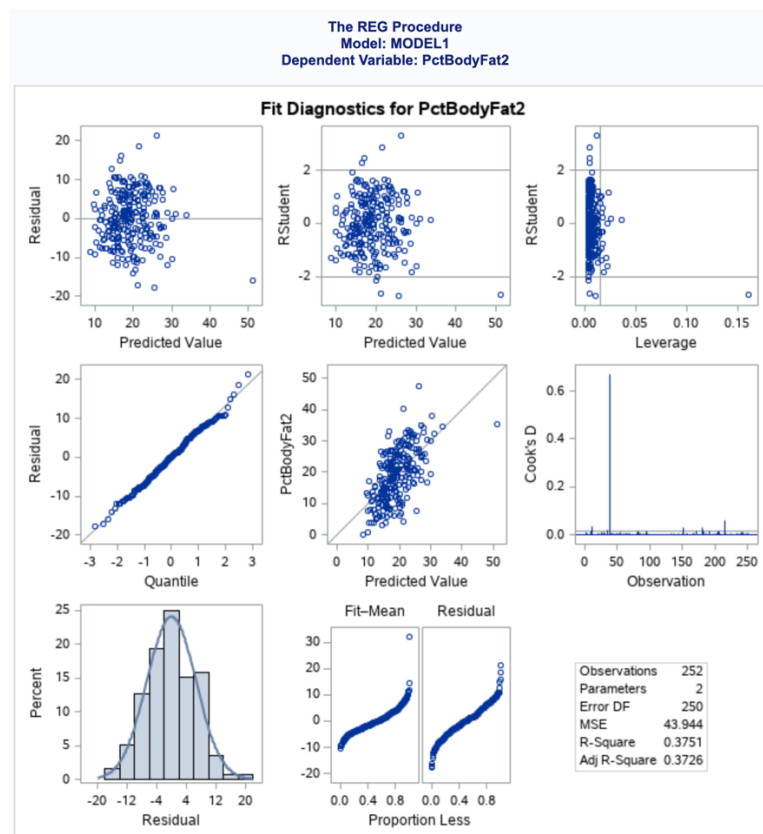 The REG Procedure
Model: MODEL1
Dependent Variable: PctBodyFat2
Fit Diagnostics for PctBodyFat2
20
10
0
-10
-20
Residual
10 20 30 40 50
Predicted Value
2
0
-2
RStudent
10 20 30 40 50
Predicted Value
2
0
-2
RStudent
0.00 0.05 0.10 0.15
Leverage
20
10
0
-10
-20
Residual
-3 -2 -1 0 1 2 3
Quantile
50
40
30
20
10
0
PctBodyFat2
0 10 20 30 40 50
Predicted Value
0.6
0.4
0.2
0.0
Cook's D
0 50 100 150 200 250
Observation
25
20
15
10
5
0
Percent
-20 -12 -4 4 12 20
Residual
Fit–Mean Residual
30
20
10
0
-10
-20
0.0 0.4 0.8 0.0 0.4 0.8
Proportion Less
Observations 252
Parameters 2
Error DF 250
MSE 43.944
R-Square 0.3751
Adj R-Square 0.3726